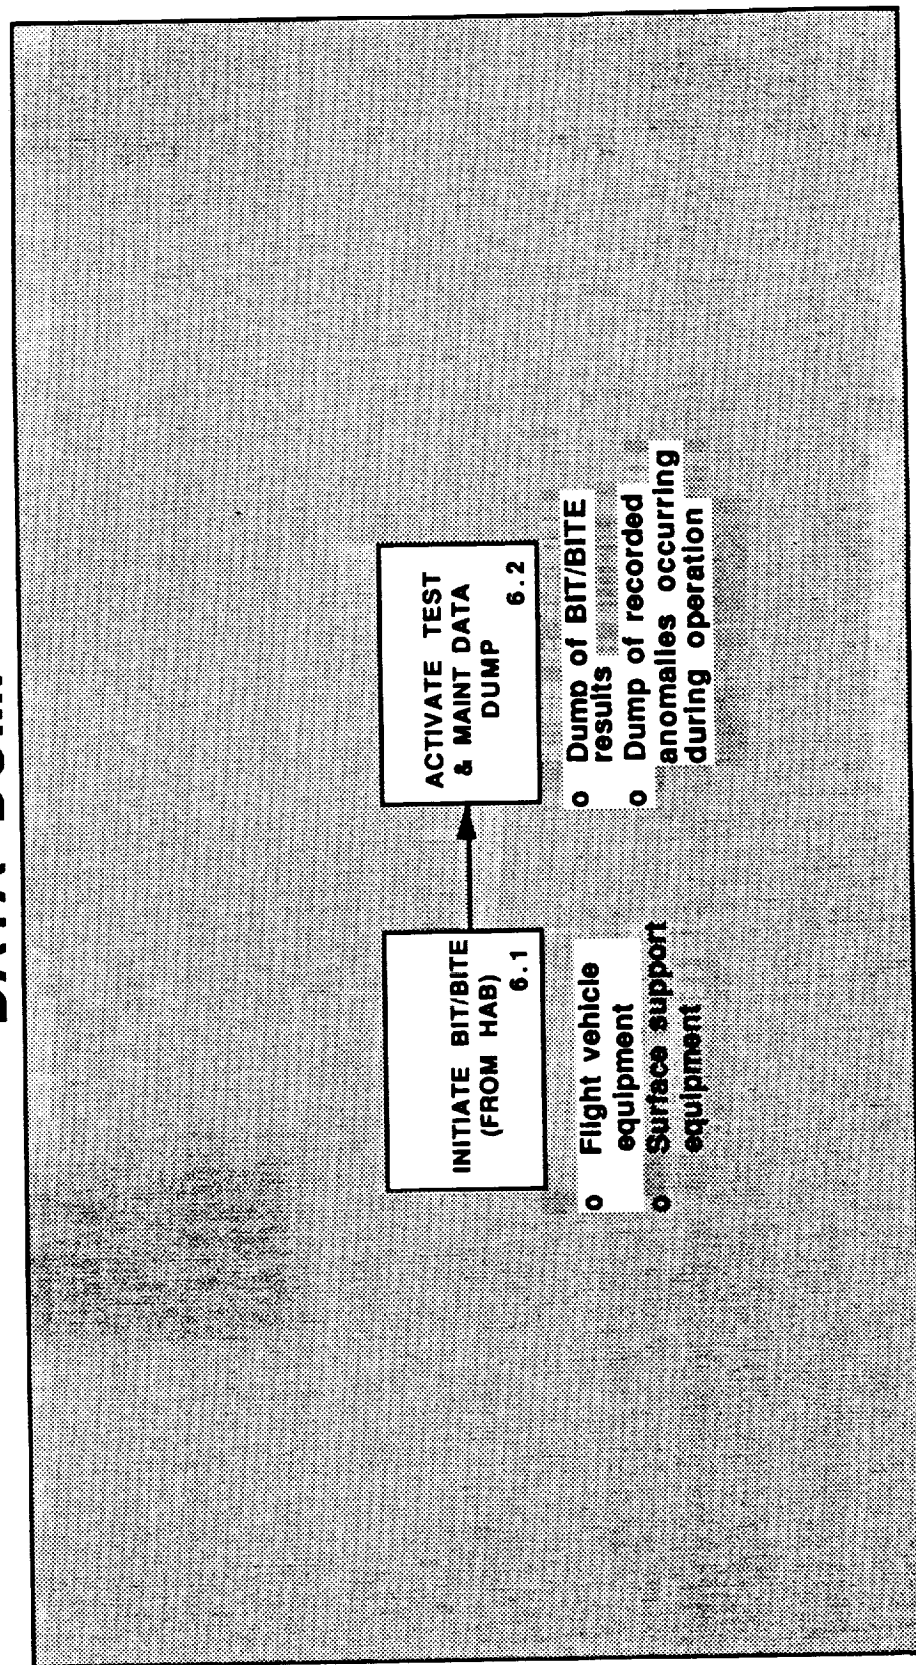 INITIATE BIT/BITE
(FROM HAB)
6.1
o Flight vehicle
equipment
o Surface support
equipment
ACTIVATE TEST
& MAINT DATA
DUMP
6.2
o Dump of BIT/BITE
results
o Dump of recorded
anomalies occurring
during operation